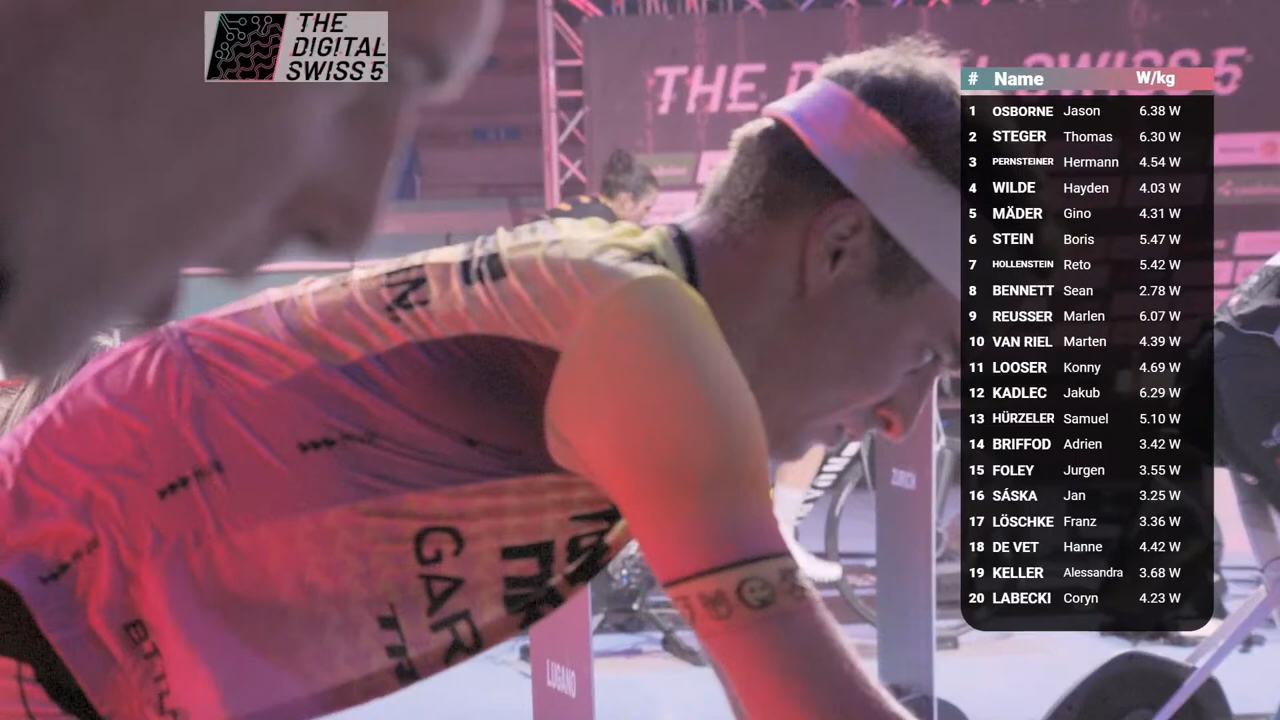 THE
DIGITAL
SWISS 5
THE D SWISS 5
# Name W/kg
1 OSBORNE Jason 6.38 W
2 STEGER Thomas 6.30 W
3 PERNSTEINER Hermann 4.54 W
4 WILDE Hayden 4.03 W
5 MÄDER Gino 4.31 W
6 STEIN Boris 5.47 W
7 HOLLENSTEIN Reto 5.42 W
8 BENNETT Sean 2.78 W
9 REUSSER Marlen 6.07 W
10 VAN RIEL Marten 4.39 W
11 LOOSER Konny 4.69 W
12 KADLEC Jakub 6.29 W
13 HÜRZELER Samuel 5.10 W
14 BRIFFOD Adrien 3.42 W
15 FOLEY Jurgen 3.55 W
16 SÁSKA Jan 3.25 W
17 LÖSCHKE Franz 3.36 W
18 DE VET Hanne 4.42 W
19 KELLER Alessandra 3.68 W
20 LABECKI Coryn 4.23 W
ZURICH
GAR
LUGANO